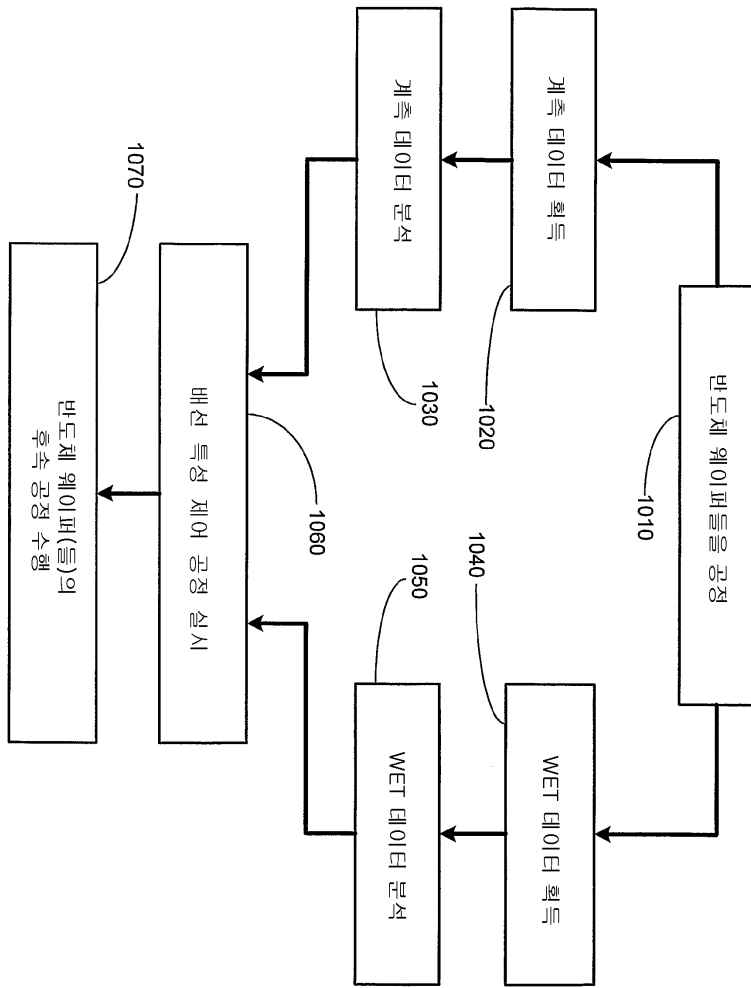 반도체 웨이퍼들을 공정
1010
계측 데이터 획득
1020
계측 데이터 분석
1030
WET 데이터 획득
1040
WET 데이터 분석
1050
배선 특성 제어 공정 실시
1060
반도체 웨이퍼(들)의
후속 공정 수행
1070